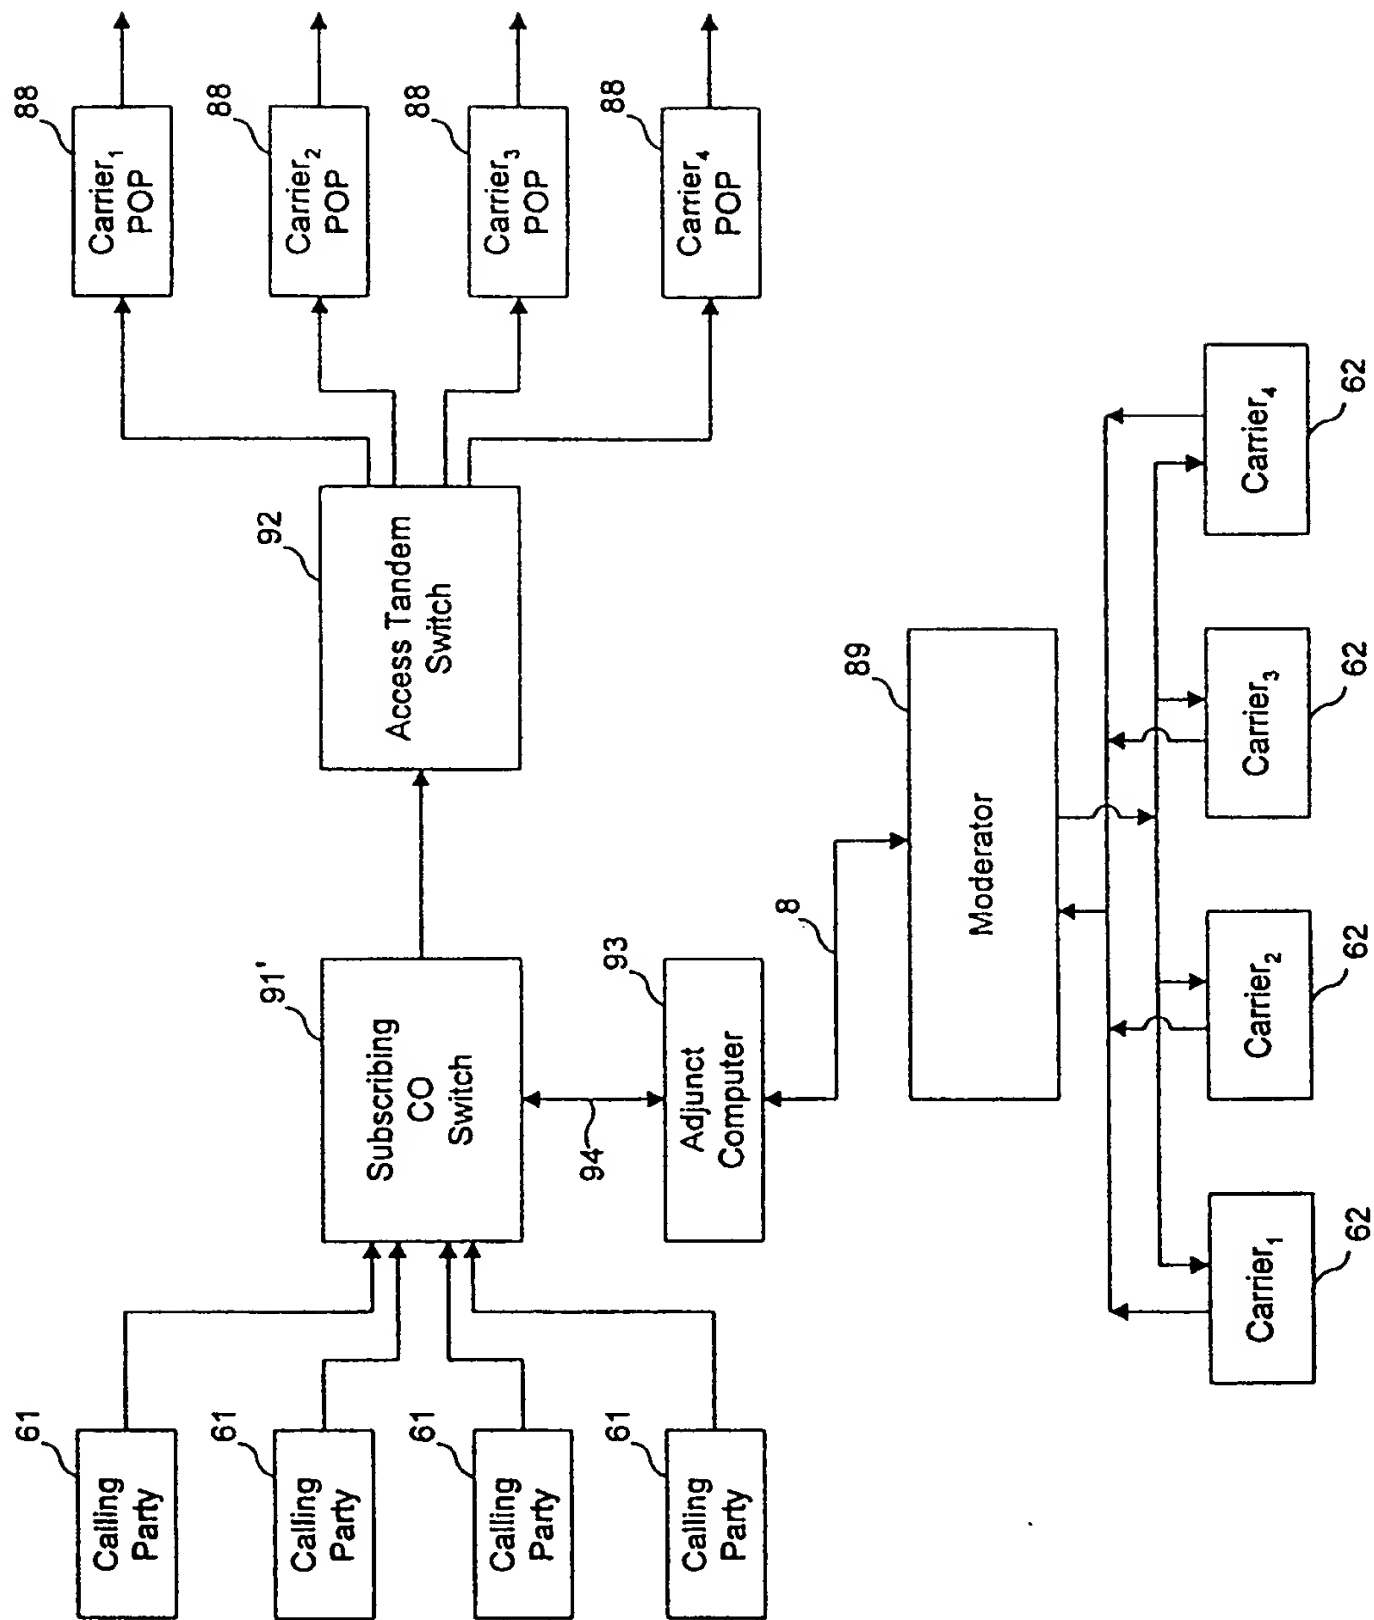 61
Calling
Party
61
Calling
Party
61
Calling
Party
61
Calling
Party
91'
Subscribing
CO
Switch
94
93
Adjunct
Computer
8
92
Access Tandem
Switch
88
Carrier₁
POP
88
Carrier₂
POP
88
Carrier₃
POP
88
Carrier₄
POP
89
Moderator
Carrier₁
62
Carrier₂
62
Carrier₃
62
Carrier₄
62